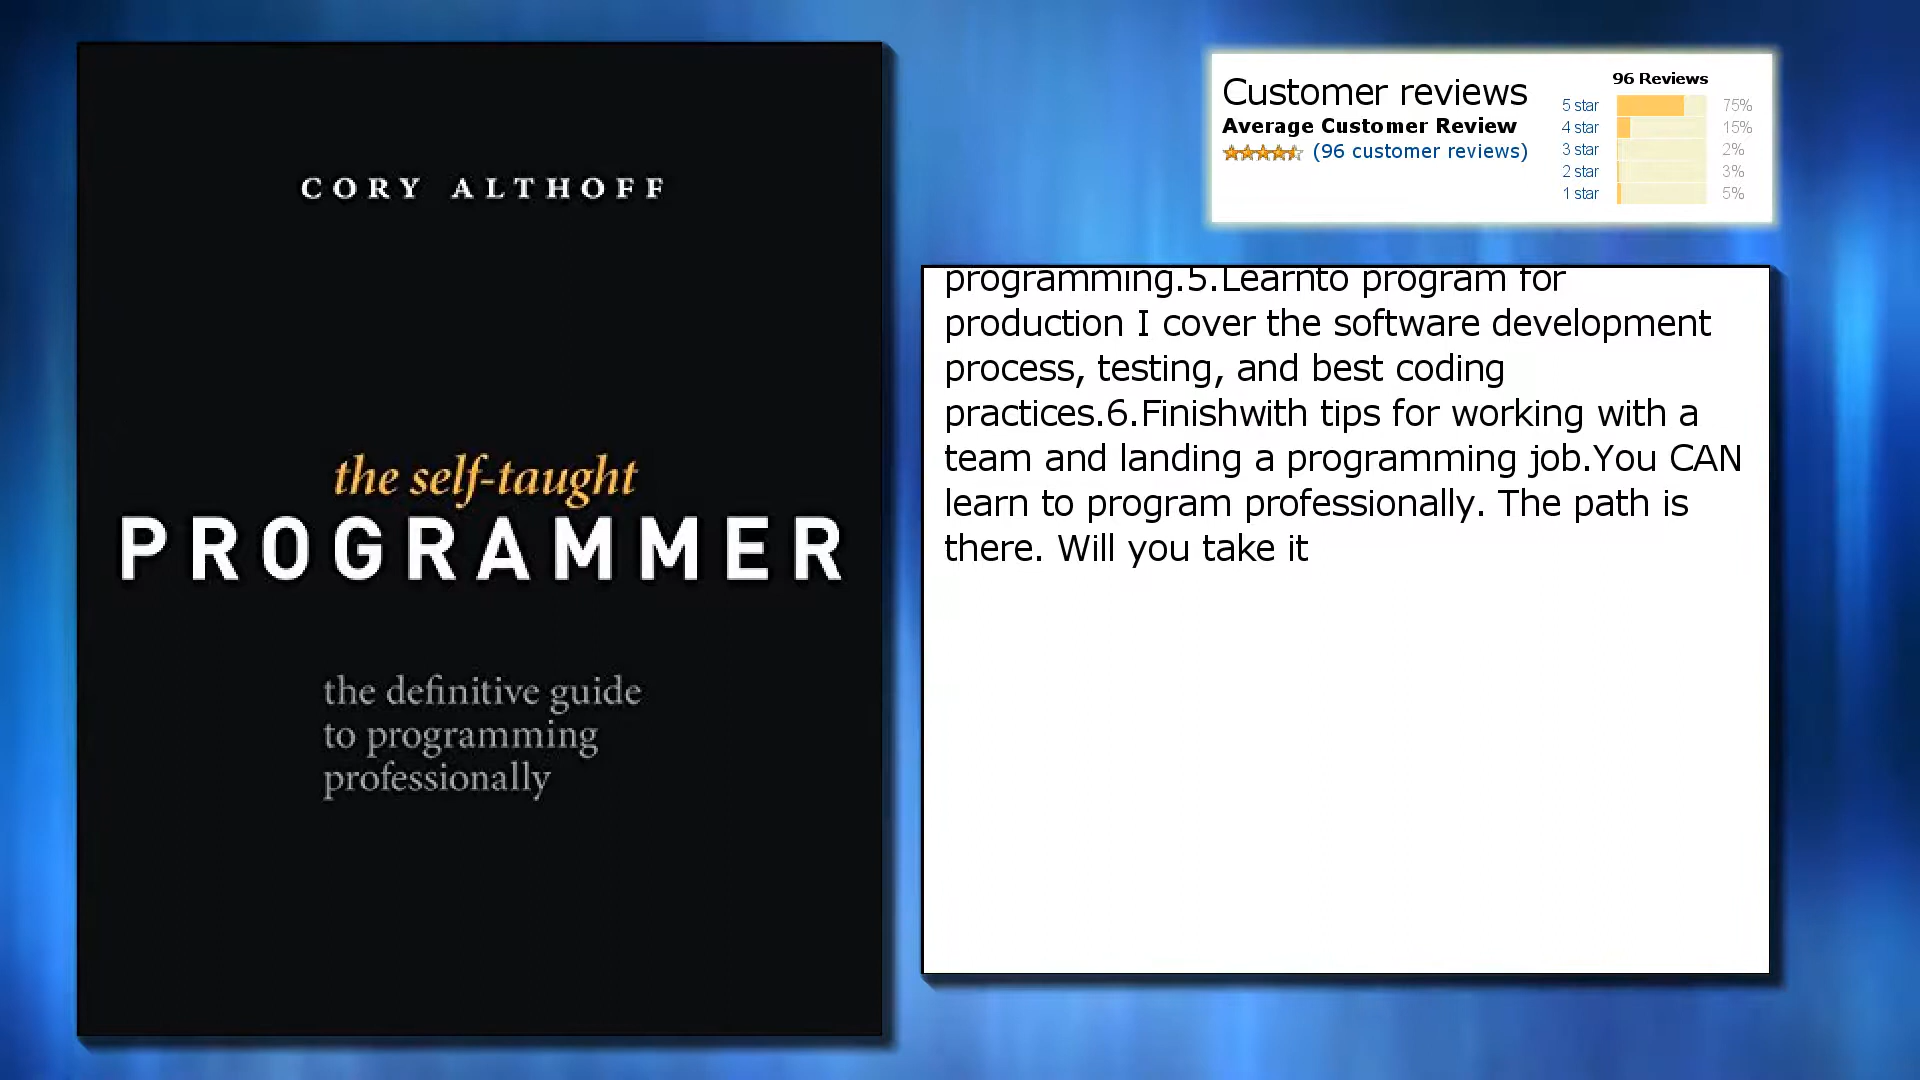 CORY ALTHOFF
the self-taught
PROGRAMMER
the definitive guide
to programming
professionally
Customer reviews
Average Customer Review
(96 customer reviews)
96 Reviews
5 star 75%
4 star 15%
3 star 2%
2 star 3%
1 star 5%
programming.5.Learnto program for
production I cover the software development
process, testing, and best coding
practices.6.Finishwith tips for working with a
team and landing a programming job.You CAN
learn to program professionally. The path is
there. Will you take it